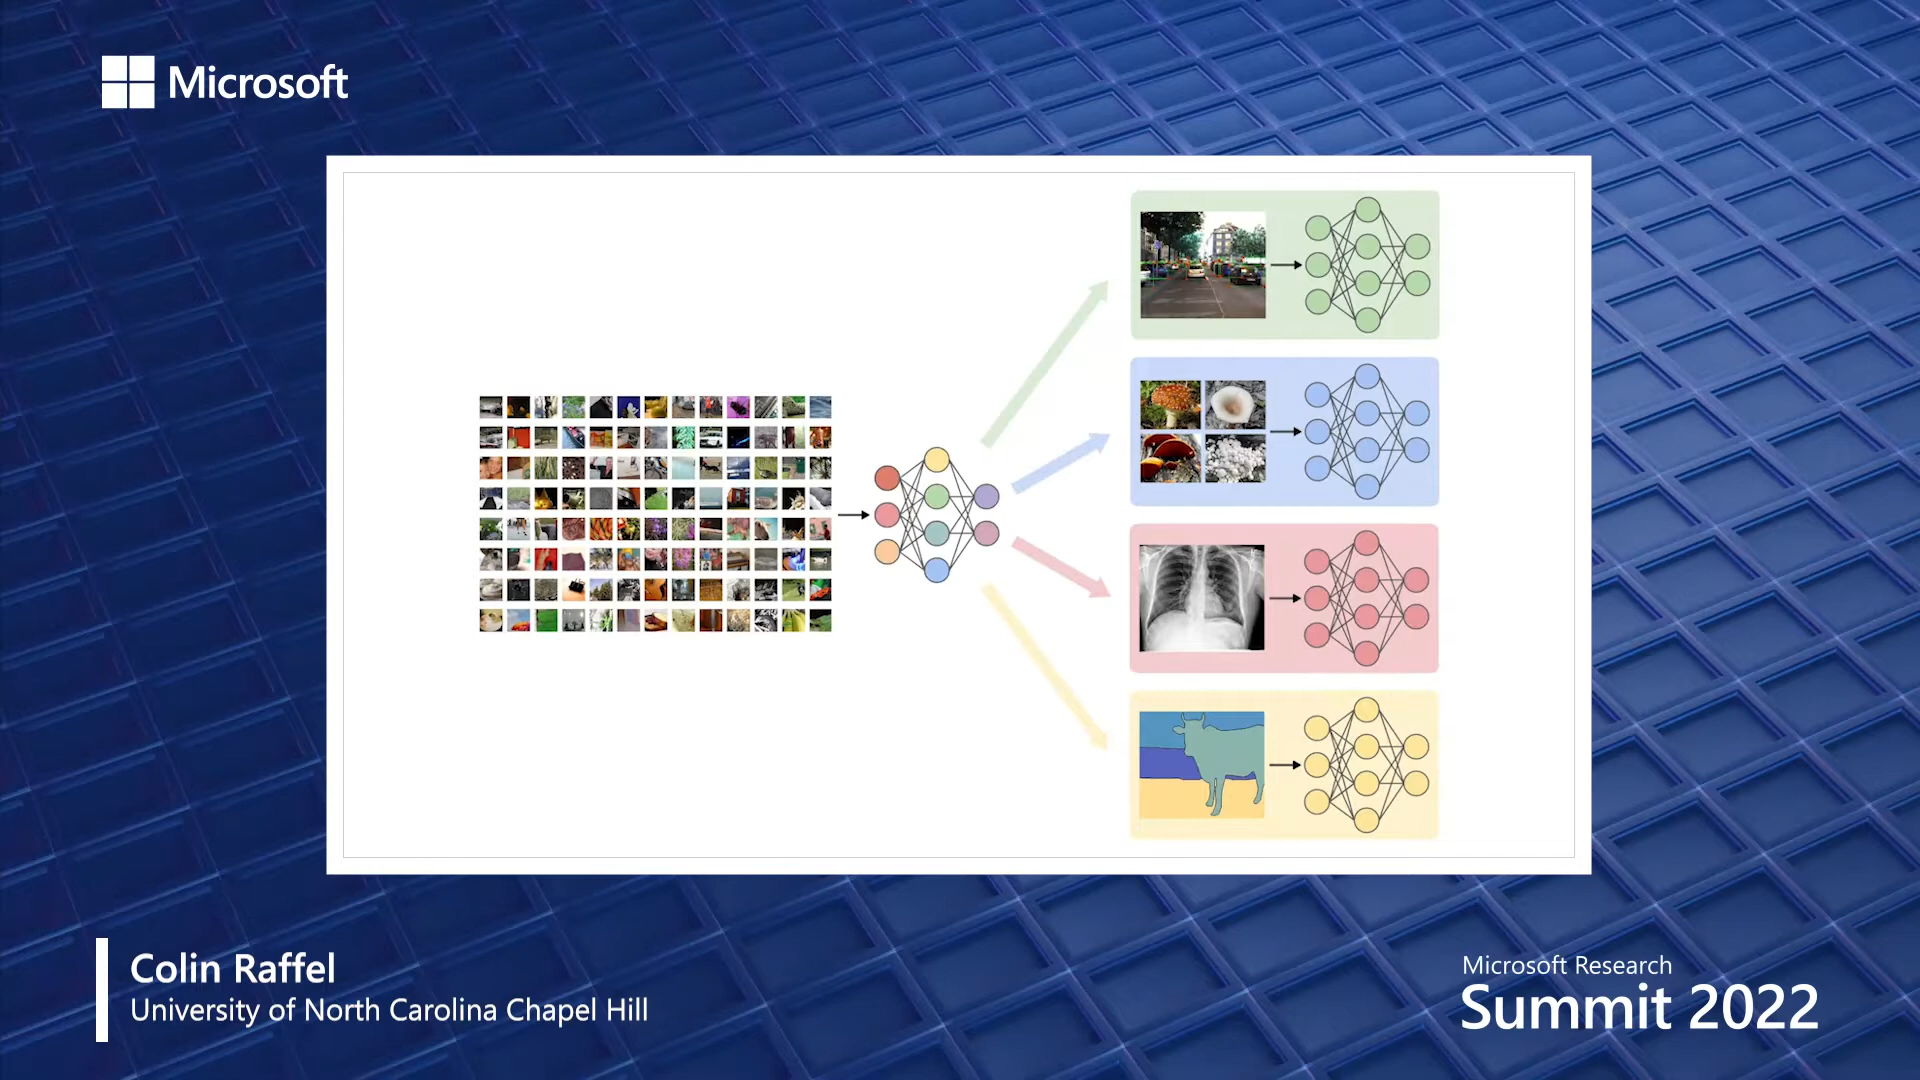 Microsoft
Colin Raffel
University of North Carolina Chapel Hill
Microsoft Research
Summit 2022